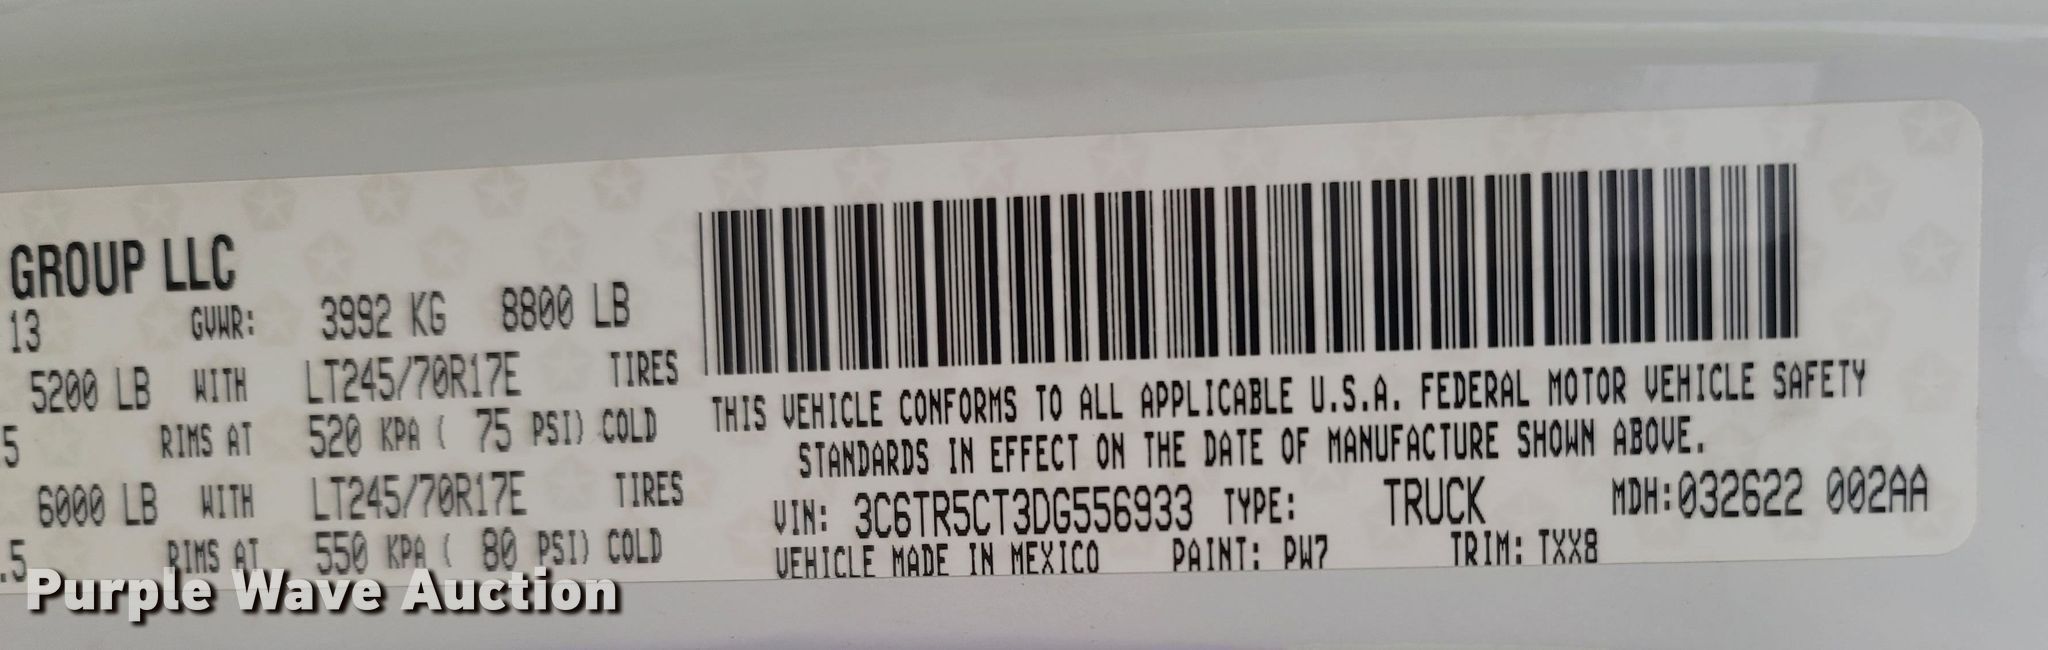 GROUP LLC
13 GVWR: 3992 KG 8800 LB
5200 LB WITH LT245/70R17E TIRES
5 RIMS AT 520 KPA ( 75 PSI) COLD
6000 LB WITH LT245/70R17E TIRES
.5 RIMS AT 550 KPA ( 80 PSI) COLD
THIS VEHICLE CONFORMS TO ALL APPLICABLE U.S.A. FEDERAL MOTOR VEHICLE SAFETY
STANDARDS IN EFFECT ON THE DATE OF MANUFACTURE SHOWN ABOVE.
VIN: 3C6TR5CT3DG556933 TYPE: TRUCK MDH:032622 002AA
VEHICLE MADE IN MEXICO PAINT: PW7 TRIM: TXX8
Purple Wave Auction